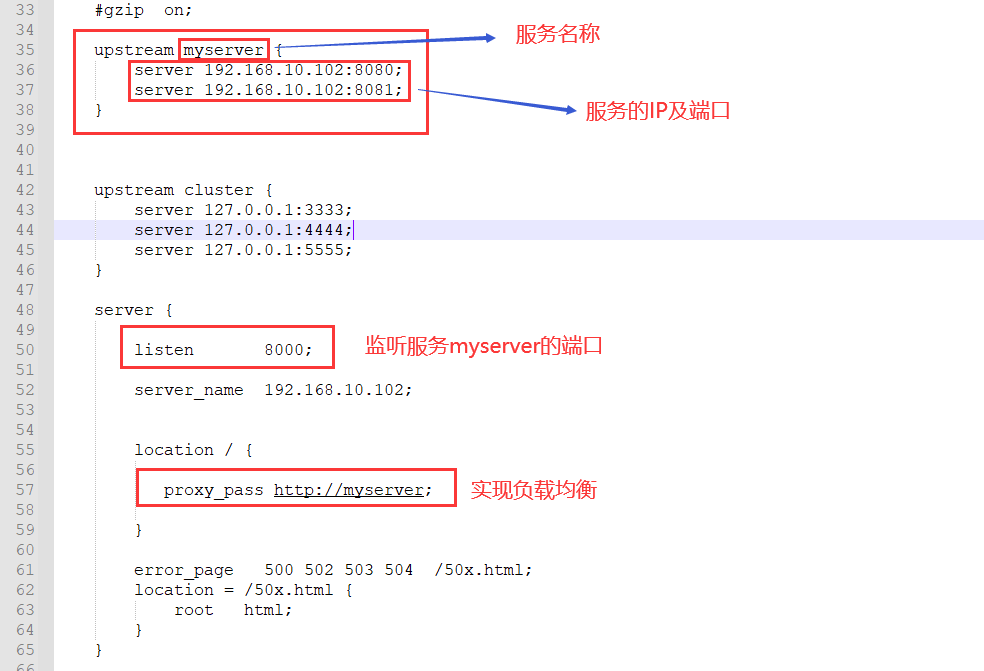 33 #gzip  on;
34
服务名称
35 upstream myserver {
36 server 192.168.10.102:8080;
37 server 192.168.10.102:8081;
服务的IP及端口
38 }
39
40
41
42 upstream cluster {
43 server 127.0.0.1:3333;
44 server 127.0.0.1:4444;
45 server 127.0.0.1:5555;
46 }
47
48 server {
49
50 listen       8000; 监听服务myserver的端口
51
52 server_name  192.168.10.102;
53
54
55 location / {
56
57 proxy_pass http://myserver; 实现负载均衡
58
59 }
60
61 error_page   500 502 503 504  /50x.html;
62 location = /50x.html {
63 root   html;
64 }
65 }
66